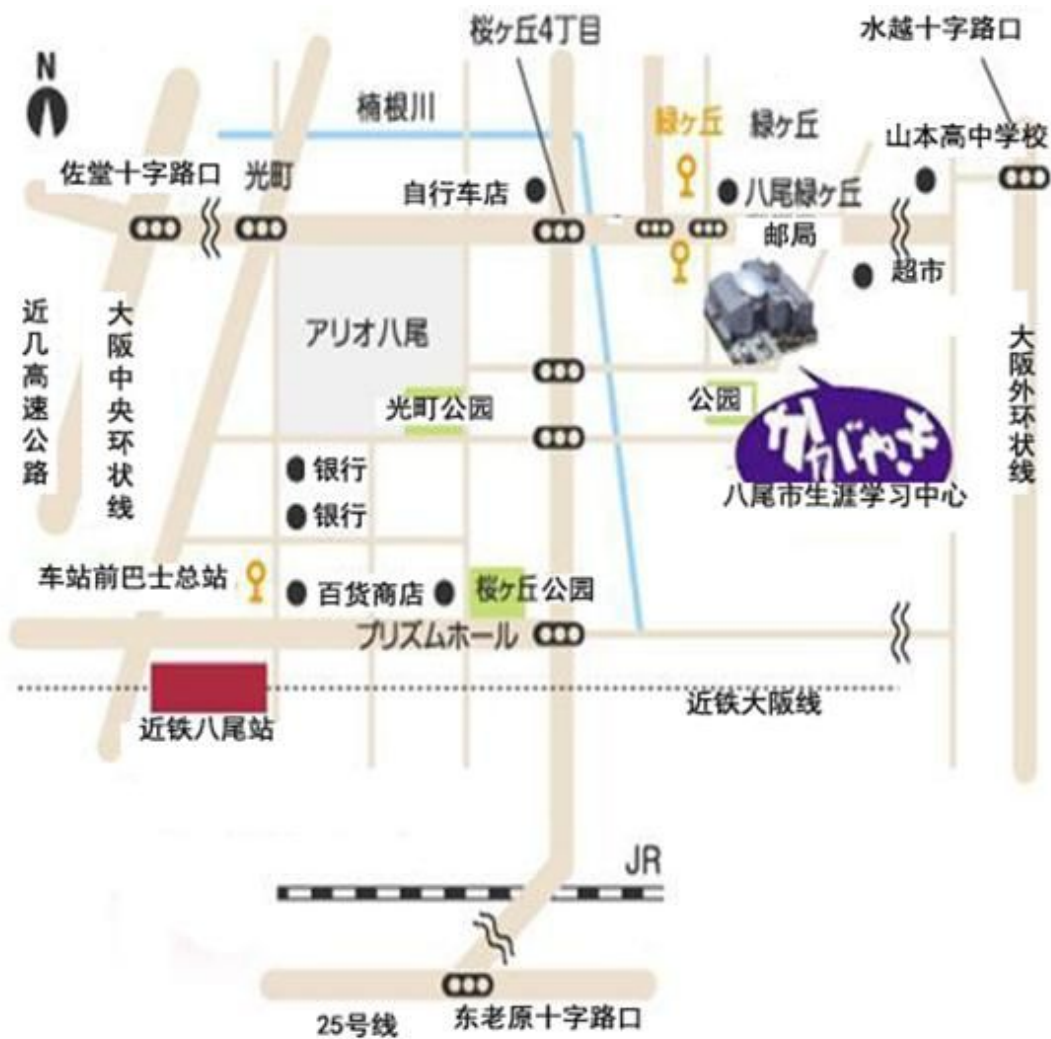 桜ヶ丘4丁目
水越十字路口
N
楠根川
緑ヶ丘
緑ヶ丘
山本高中学校
佐堂十字路口
光町
自行车店
八尾緑ヶ丘
邮局
超市
近几高速公路
大阪中央环状线
アリオ八尾
大阪外环状线
光町公园
公园
かがやき
银行
八尾市生涯学习中心
银行
车站前巴士总站
百货商店
桜ヶ丘公园
プリズムホール
近铁大阪线
近铁八尾站
JR
25号线
东老原十字路口